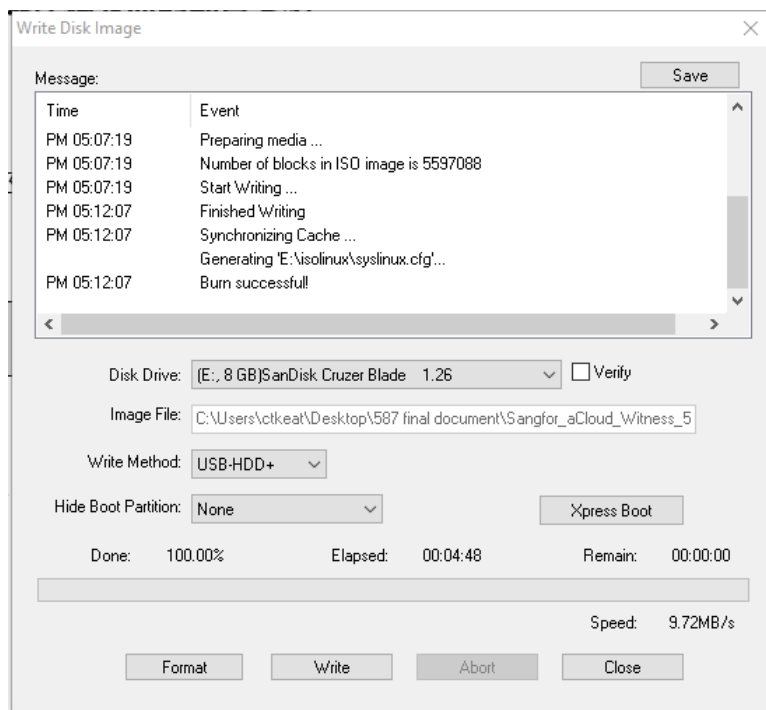 Write Disk Image
Message:
Save
Time Event
PM 05:07:19 Preparing media ...
PM 05:07:19 Number of blocks in ISO image is 5597088
PM 05:07:19 Start Writing ...
PM 05:12:07 Finished Writing
PM 05:12:07 Synchronizing Cache ...
Generating 'E:\isolinux\syslinux.cfg'...
PM 05:12:07 Burn successful!
Disk Drive: (E:, 8 GB)SanDisk Cruzer Blade 1.26 Verify
Image File: C:\Users\ctkeat\Desktop\587 final document\Sangfor_aCloud_Witness_5
Write Method: USB-HDD+
Hide Boot Partition: None Xpress Boot
Done: 100.00% Elapsed: 00:04:48 Remain: 00:00:00
Speed: 9.72MB/s
Format Write Abort Close